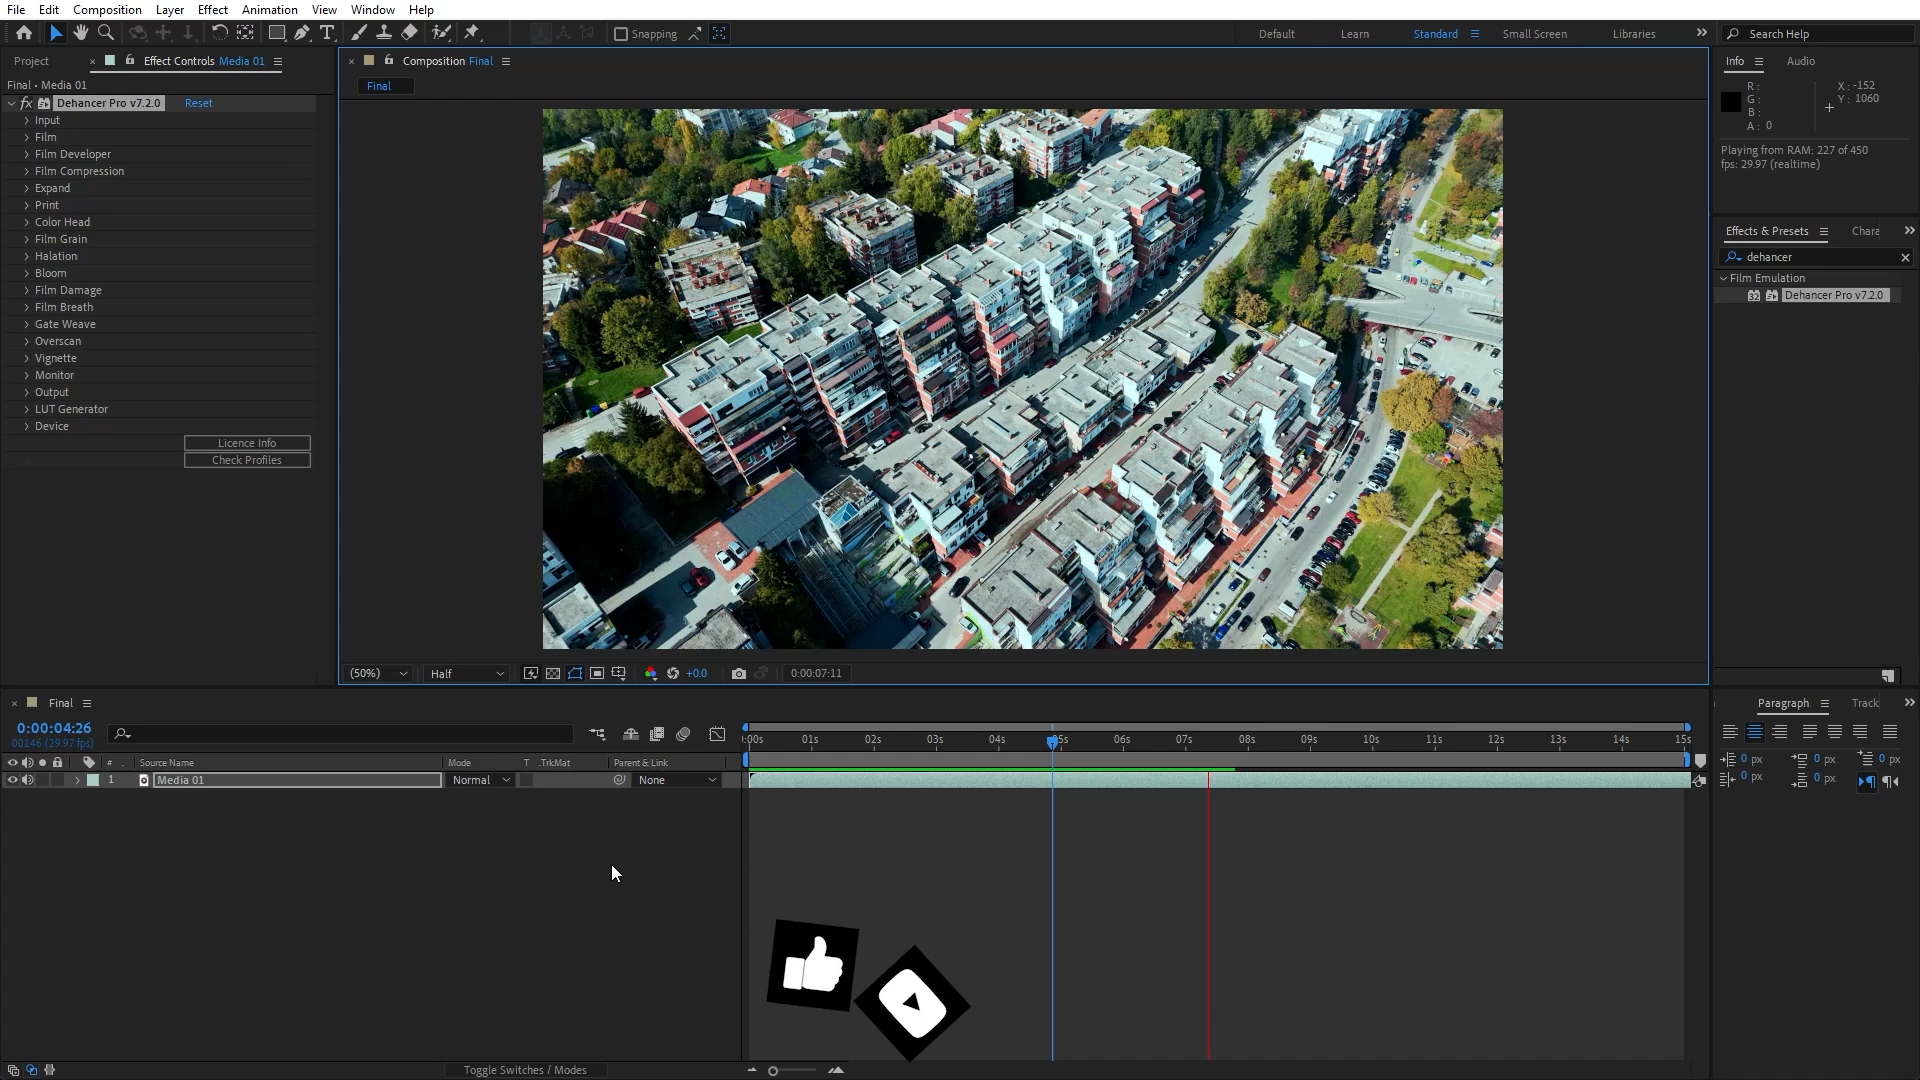 File Edit Composition Layer Effect Animation View Window Help
Snapping
Default Learn Standard Small Screen Libraries
Search Help
Project
Effect Controls Media 01
Composition Final
Info Audio
Final • Media 01
Final
fx Dehancer Pro v7.2.0 Reset
Input
Film
Film Developer
Film Compression
Expand
Print
Color Head
Film Grain
Halation
Bloom
Film Damage
Film Breath
Gate Weave
Overscan
Vignette
Monitor
Output
LUT Generator
Device
Licence Info
Check Profiles
R :
G :
B :
A : 0
X : -152
Y : 1060
Playing from RAM: 227 of 450
fps: 29.97 (realtime)
Effects & Presets Chara
dehancer
Film Emulation
32 Dehancer Pro v7.2.0
(50%) Half +0.0 0:00:07:11
Final
0:00:04:26
00146 (29.97 fps)
:00s 01s 02s 03s 04s 05s 06s 07s 08s 09s 10s 11s 12s 13s 14s 15s
# Source Name Mode T .TrkMat Parent & Link
1 Media 01 Normal None
Paragraph Track
0 px 0 px 0 px
0 px 0 px
Toggle Switches / Modes